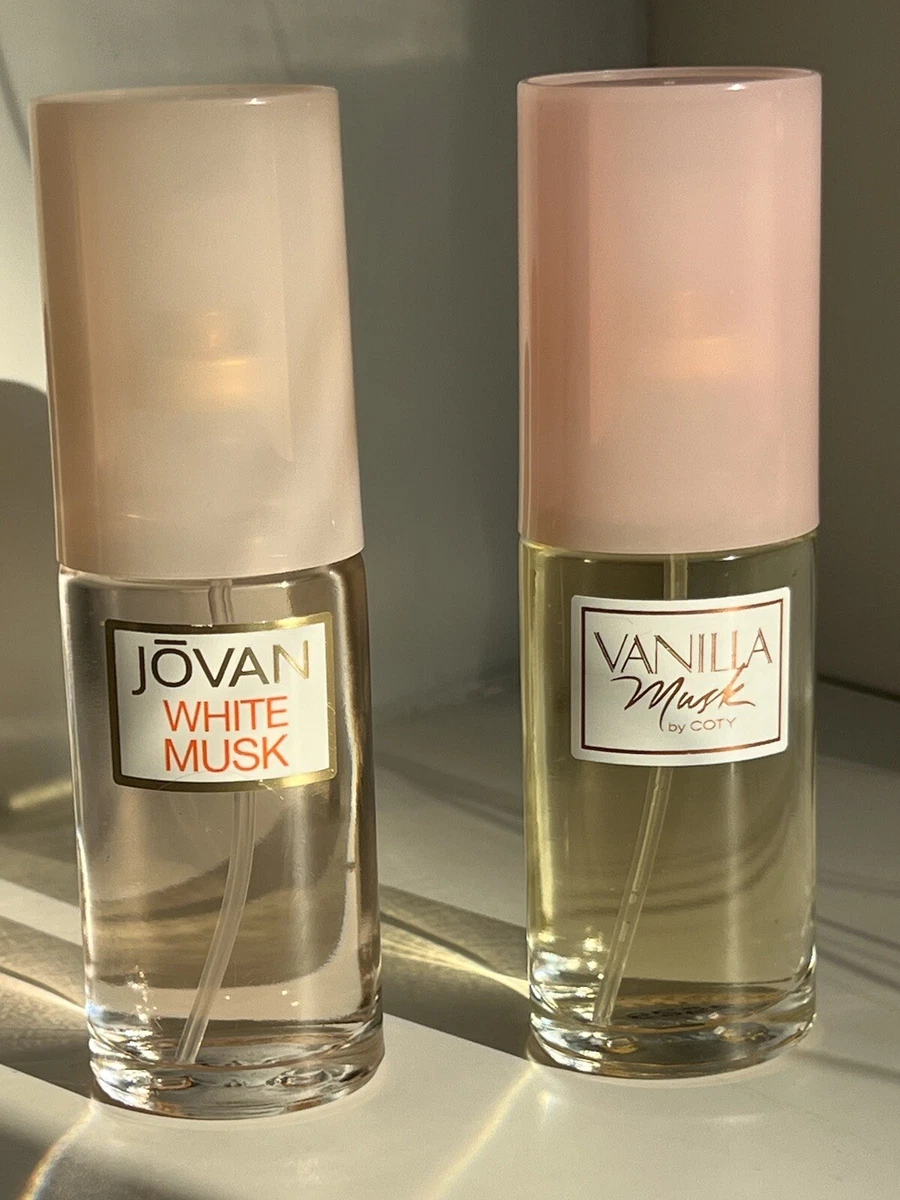 JŌVAN
WHITE
MUSK
VANILLA
Musk
by COTY